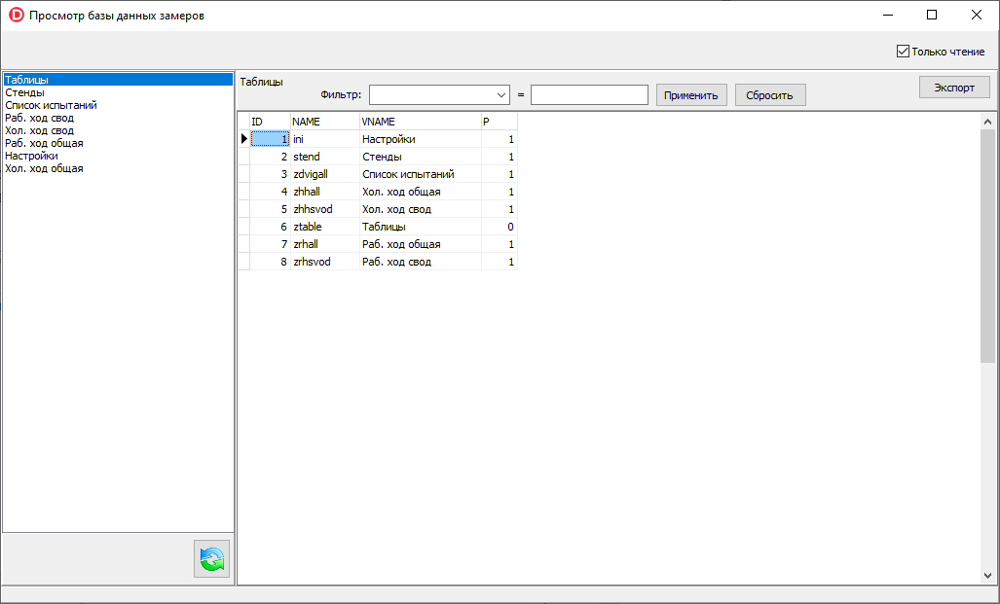 Просмотр базы данных замеров
Только чтение
Таблицы
Стенды
Список испытаний
Раб. ход свод
Хол. ход свод
Раб. ход общая
Настройки
Хол. ход общая
Таблицы
Фильтр: = Применить Сбросить Экспорт
ID NAME VNAME P
1 ini Настройки 1
2 stend Стенды 1
3 zdvigall Список испытаний 1
4 zhhall Хол. ход общая 1
5 zhhsvod Хол. ход свод 1
6 ztable Таблицы 0
7 zrhall Раб. ход общая 1
8 zrhsvod Раб. ход свод 1